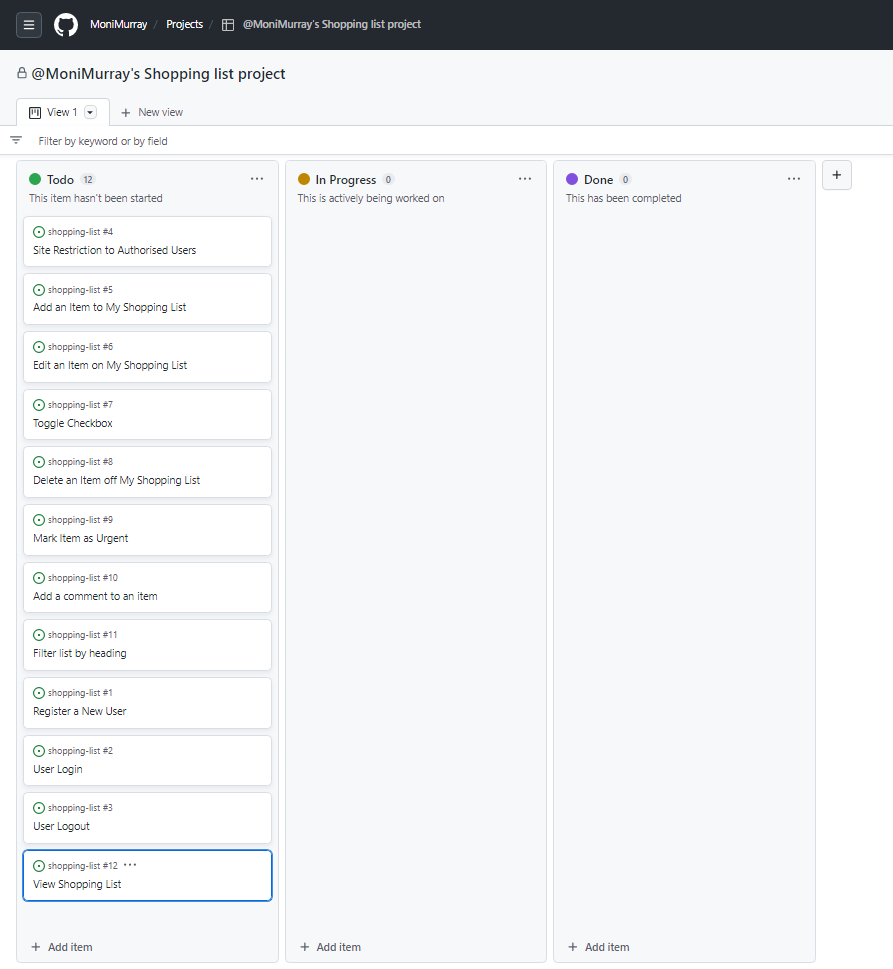 MoniMurray / Projects / @MoniMurray's Shopping list project
@MoniMurray's Shopping list project
View 1
New view
Filter by keyword or by field
Todo 12
This item hasn't been started
shopping-list #4
Site Restriction to Authorised Users
shopping-list #5
Add an Item to My Shopping List
shopping-list #6
Edit an Item on My Shopping List
shopping-list #7
Toggle Checkbox
shopping-list #8
Delete an Item off My Shopping List
shopping-list #9
Mark Item as Urgent
shopping-list #10
Add a comment to an item
shopping-list #11
Filter list by heading
shopping-list #1
Register a New User
shopping-list #2
User Login
shopping-list #3
User Logout
shopping-list #12 ...
View Shopping List
+ Add item
In Progress 0
This is actively being worked on
+ Add item
Done 0
This has been completed
+ Add item